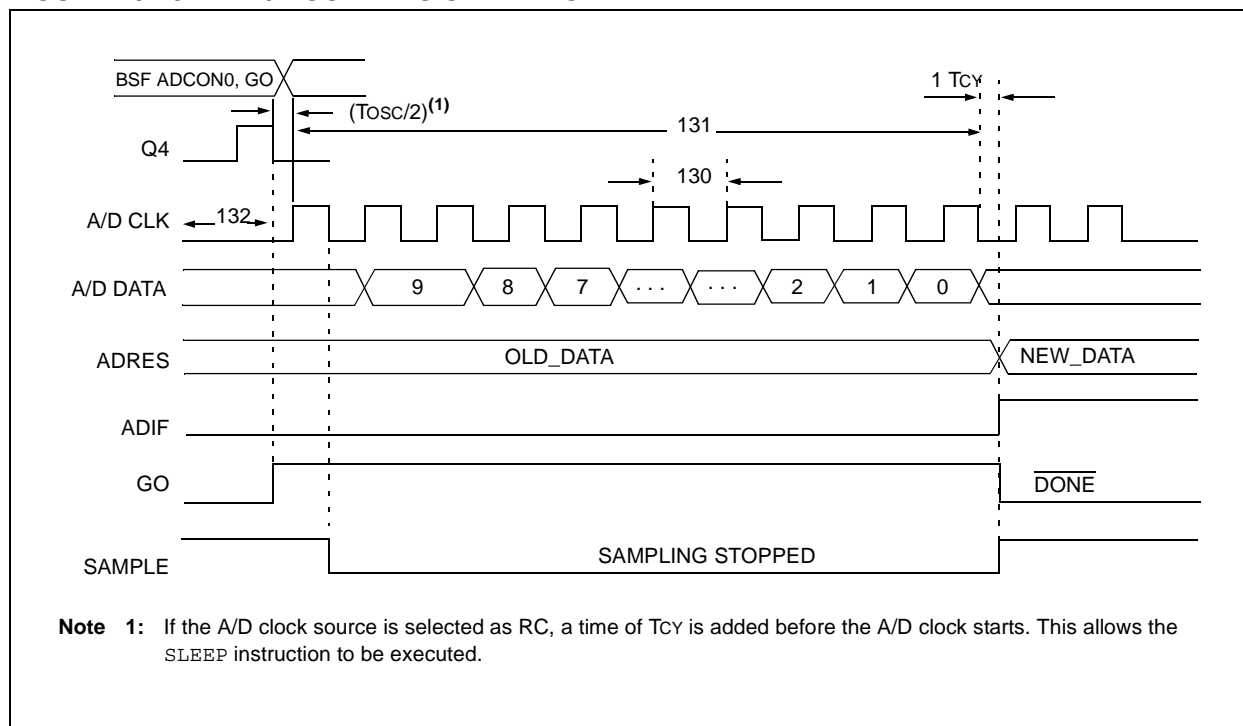 BSF ADCON0, GO
1 TCY
(TOSC/2)(1)
131
Q4
130
A/D CLK
132
A/D DATA
9 8 7 . . . . . . 2 1 0
ADRES
OLD_DATA
NEW_DATA
ADIF
GO
DONE
SAMPLE
SAMPLING STOPPED
Note 1: If the A/D clock source is selected as RC, a time of TCY is added before the A/D clock starts. This allows the
SLEEP instruction to be executed.